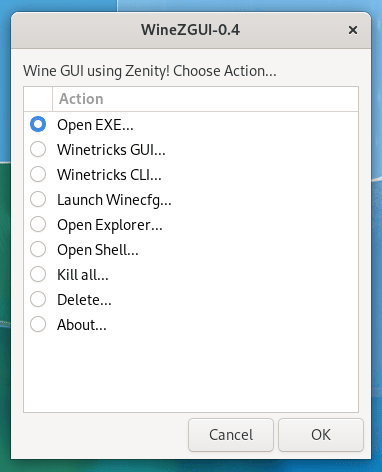 WineZGUI-0.4
Wine GUI using Zenity! Choose Action...
Action
Open EXE...
Winetricks GUI...
Winetricks CLI...
Launch Winecfg...
Open Explorer...
Open Shell...
Kill all...
Delete...
About...
Cancel OK